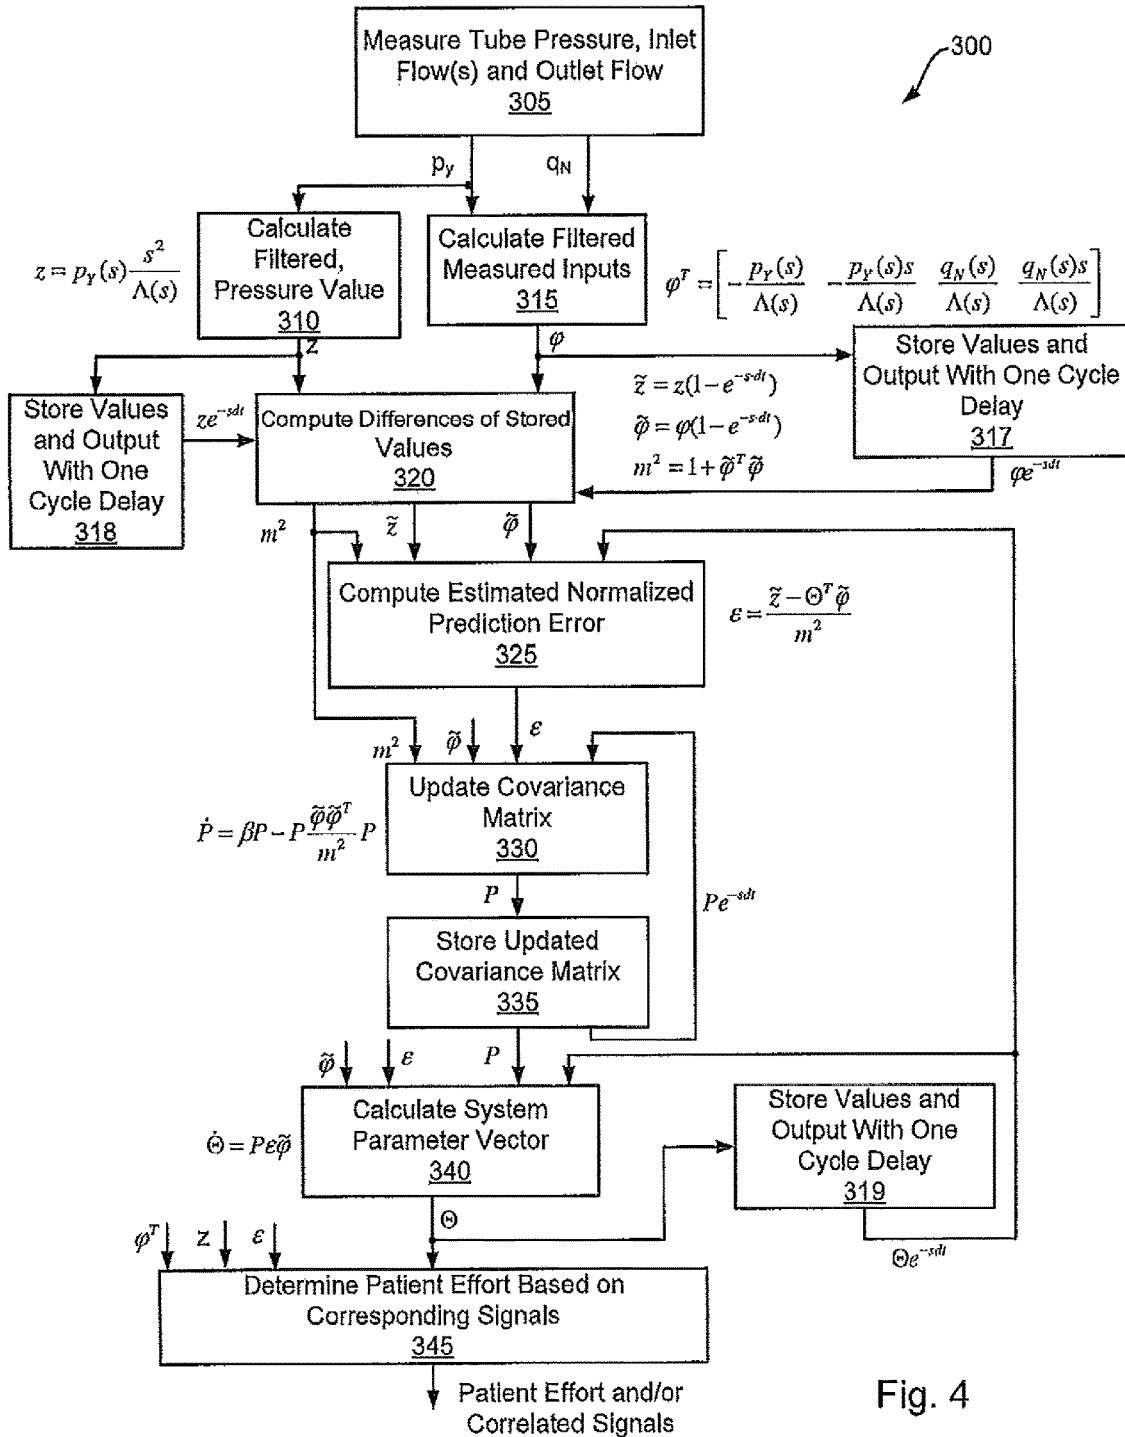 Measure Tube Pressure, Inlet
Flow(s) and Outlet Flow
305
300
p_y
q_N
z = p_Y(s) s^2/Λ(s)
Calculate
Filtered,
Pressure Value
310
Calculate Filtered
Measured Inputs
315
φ^T = [ -p_Y(s)/Λ(s) -p_Y(s)s/Λ(s) q_N(s)/Λ(s) q_N(s)s/Λ(s) ]
z
φ
Store Values and
Output With One Cycle
Delay
317
Store Values
and Output
With One
Cycle Delay
318
ze^{-sdt}
Compute Differences of Stored
Values
320
z̃ = z(1-e^{-s·dt})
φ̃ = φ(1-e^{-s·dt})
m^2 = 1+φ̃^T φ̃
φe^{-sdt}
m^2
z̃
φ̃
Compute Estimated Normalized
Prediction Error
325
ε = (z̃ - Θ^T φ̃)/m^2
ε
m^2
φ̃
Update Covariance
Matrix
330
Ṗ = βP - P (φ̃φ̃^T/m^2) P
P
Pe^{-sdt}
Store Updated
Covariance Matrix
335
φ̃
ε
P
Calculate System
Parameter Vector
340
Θ̇ = Pεφ̃
Store Values and
Output With One
Cycle Delay
319
Θ
Θe^{-sdt}
φ^T
z
ε
Determine Patient Effort Based on
Corresponding Signals
345
Patient Effort and/or
Correlated Signals
Fig. 4